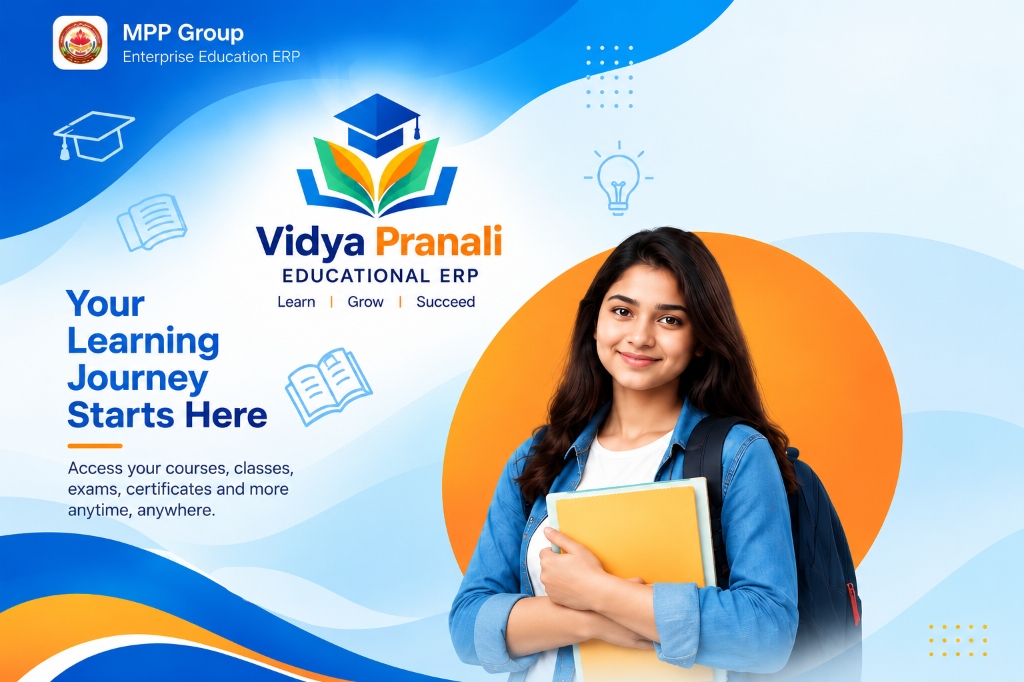 MPP Group
Enterprise Education ERP
Vidya Pranali
EDUCATIONAL ERP
Learn | Grow | Succeed
Your
Learning
Journey
Starts Here
Access your courses, classes,
exams, certificates and more
anytime, anywhere.